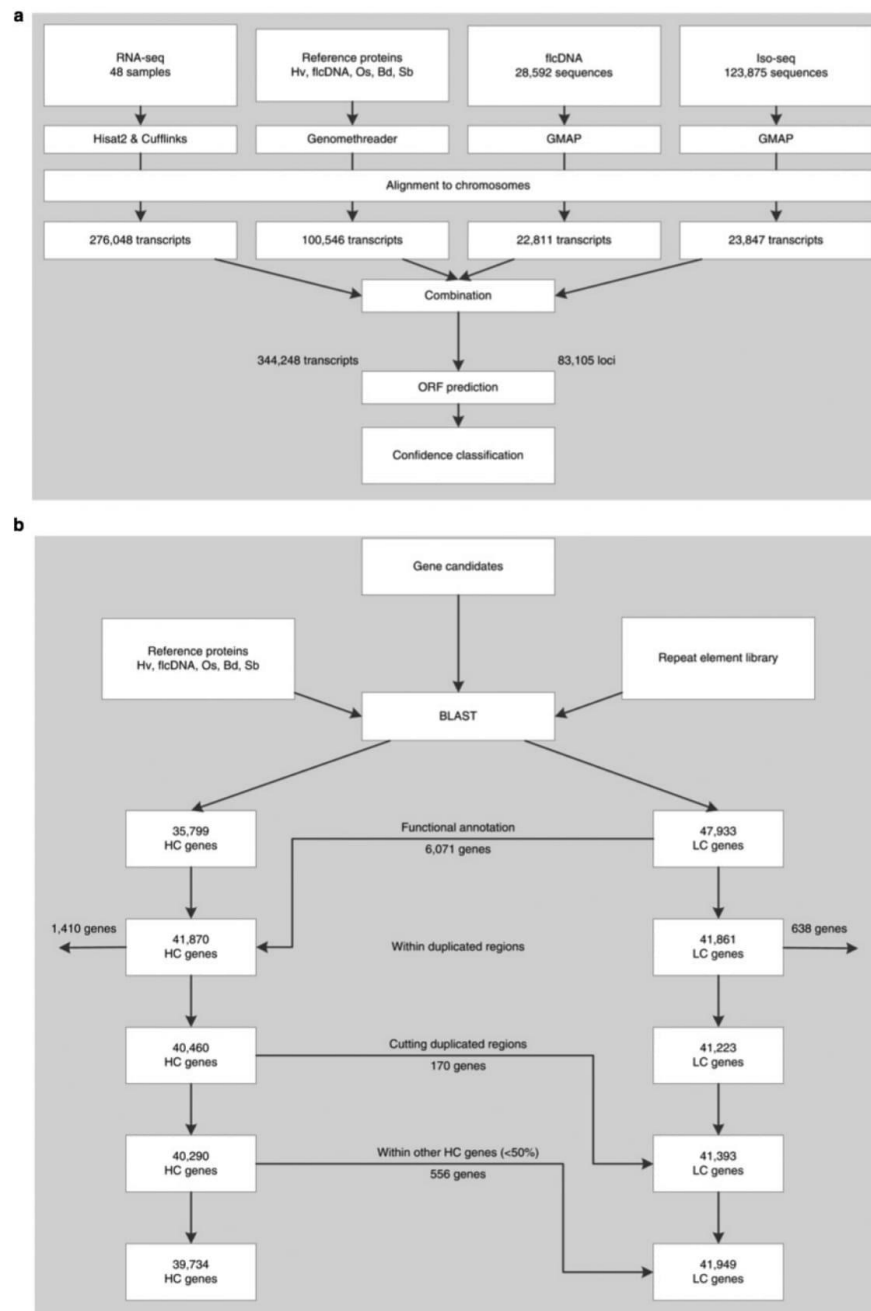 a
RNA-seq
48 samples
Reference proteins
Hv, flcDNA, Os, Bd, Sb
flcDNA
28,592 sequences
Iso-seq
123,875 sequences
Hisat2 & Cufflinks
Genomethreader
GMAP
GMAP
Alignment to chromosomes
276,048 transcripts
100,546 transcripts
22,811 transcripts
23,847 transcripts
Combination
344,248 transcripts
83,105 loci
ORF prediction
Confidence classification
b
Gene candidates
Reference proteins
Hv, flcDNA, Os, Bd, Sb
Repeat element library
BLAST
35,799
HC genes
Functional annotation
6,071 genes
47,933
LC genes
1,410 genes
41,870
HC genes
Within duplicated regions
41,861
LC genes
638 genes
40,460
HC genes
Cutting duplicated regions
170 genes
41,223
LC genes
40,290
HC genes
Within other HC genes (<50%)
556 genes
41,393
LC genes
39,734
HC genes
41,949
LC genes